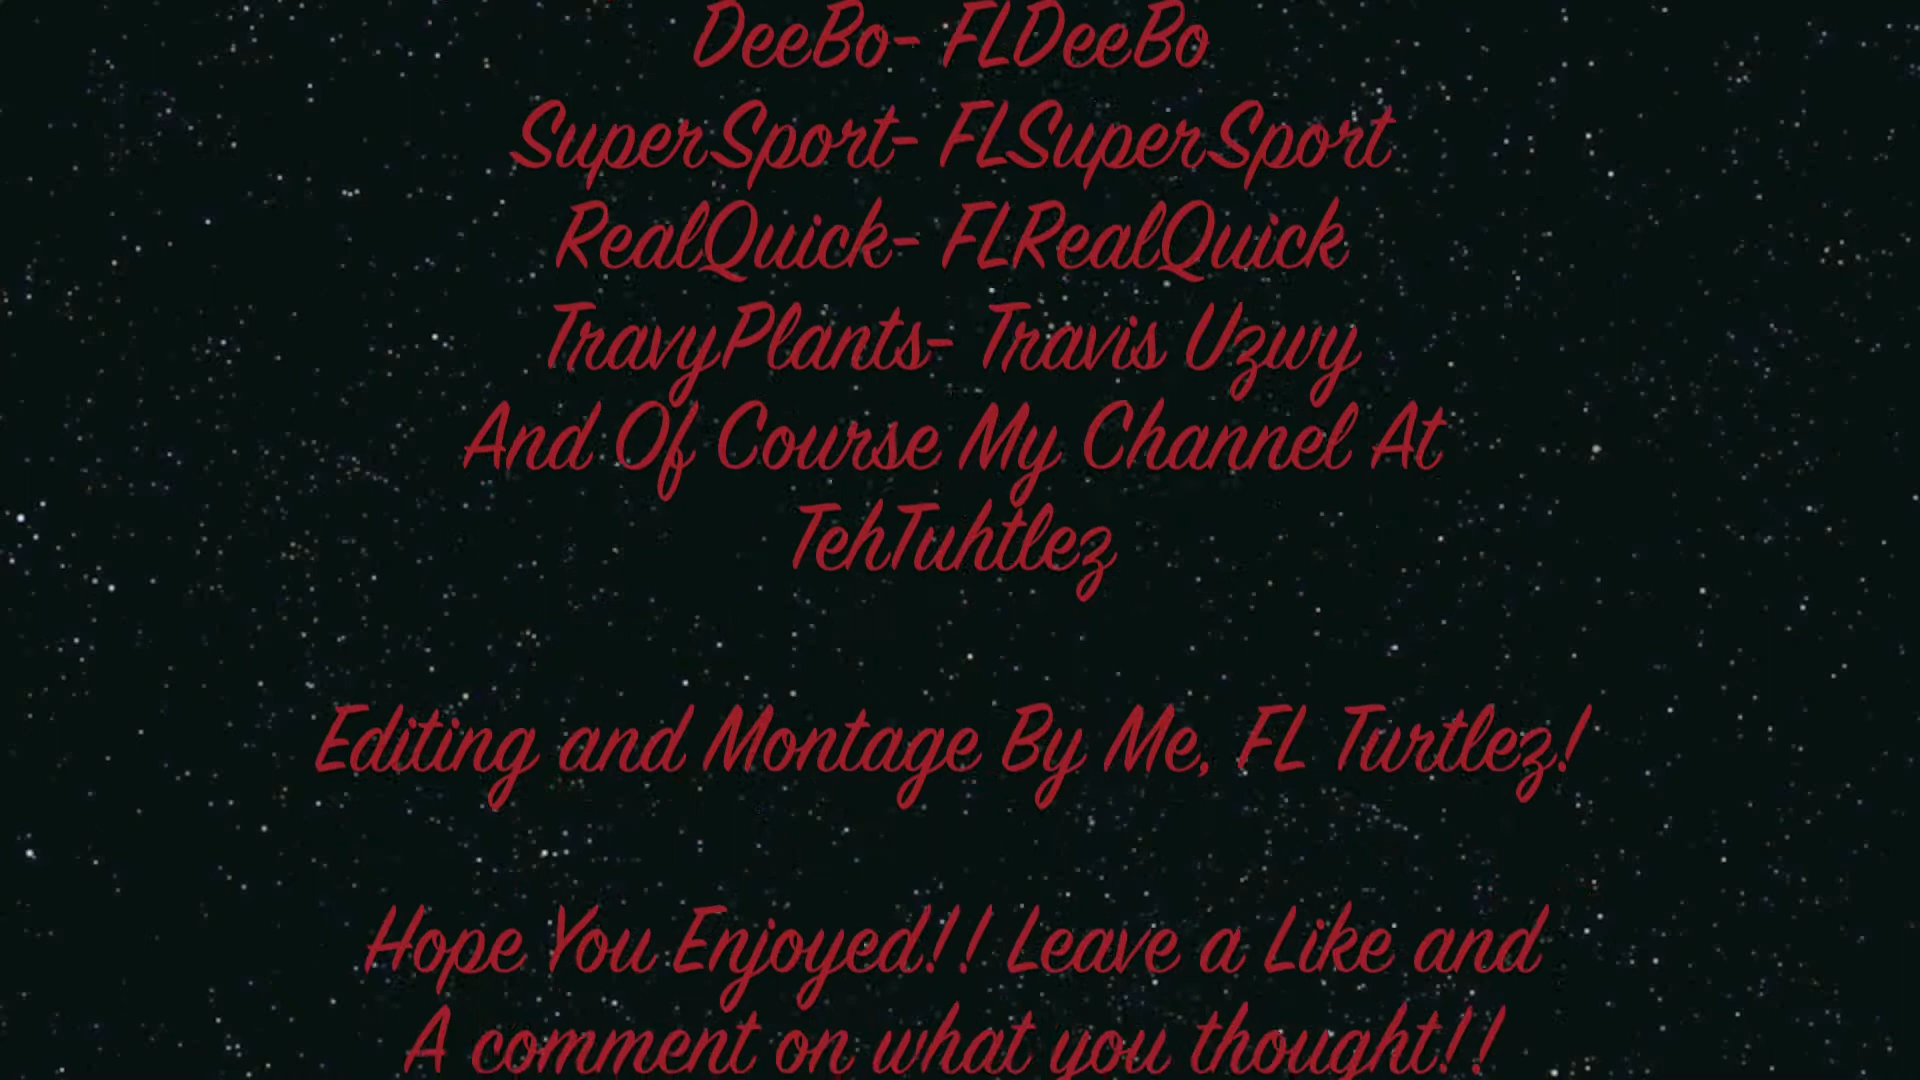 DeeBo- FLDeeBo
SuperSport- FLSuperSport
RealQuick- FLRealQuick
TravyPlants- Travis Uzwy
And Of Course My Channel At
TehTuhtlez
Editing and Montage By Me, FL Turtlez!
Hope You Enjoyed!! Leave a Like and
A comment on what you thought!!